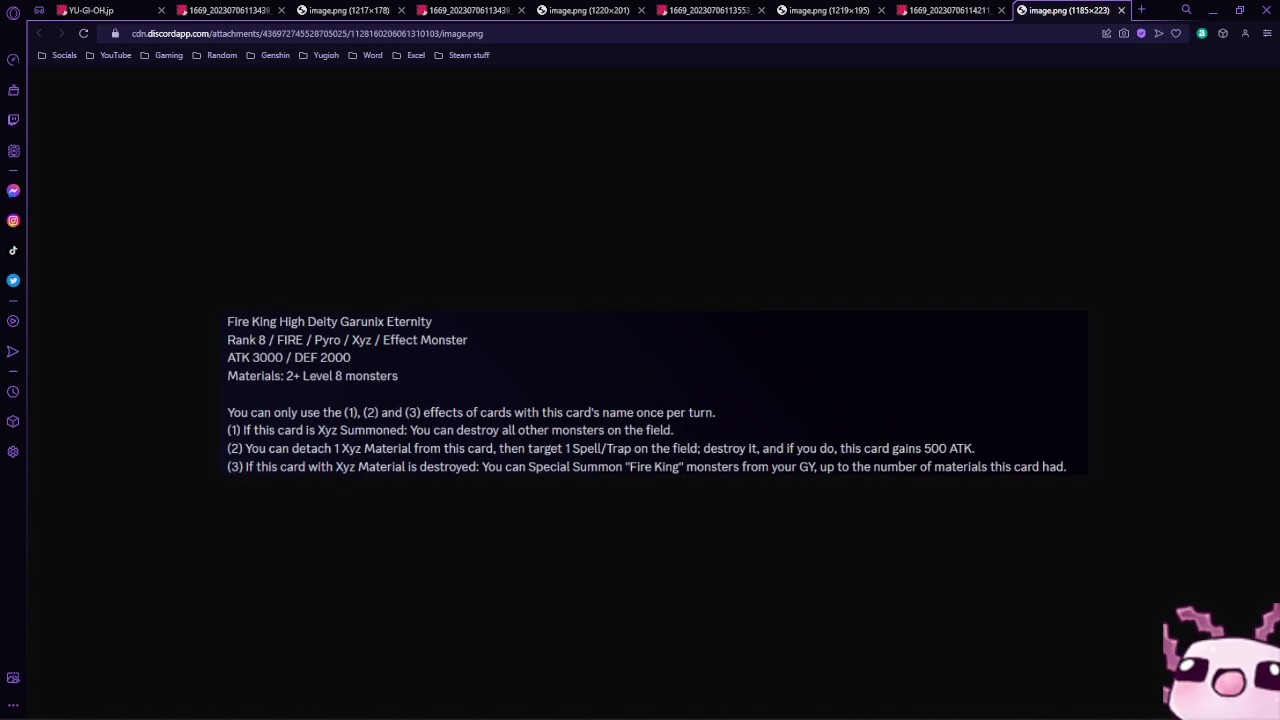 YU-GI-OH.jp
1669_20230706113439
image.png (1217×178)
1669_20230706113439
image.png (1220×201)
1669_20230706113553
image.png (1219×195)
1669_20230706114211
image.png (1185×223)
cdn.discordapp.com/attachments/436972745528705025/1128160206061310103/image.png
Socials
YouTube
Gaming
Random
Genshin
Yugioh
Word
Excel
Steam stuff
Fire King High Deity Garunix Eternity
Rank 8 / FIRE / Pyro / Xyz / Effect Monster
ATK 3000 / DEF 2000
Materials: 2+ Level 8 monsters
You can only use the (1), (2) and (3) effects of cards with this card's name once per turn.
(1) If this card is Xyz Summoned: You can destroy all other monsters on the field.
(2) You can detach 1 Xyz Material from this card, then target 1 Spell/Trap on the field; destroy it, and if you do, this card gains 500 ATK.
(3) If this card with Xyz Material is destroyed: You can Special Summon "Fire King" monsters from your GY, up to the number of materials this card had.